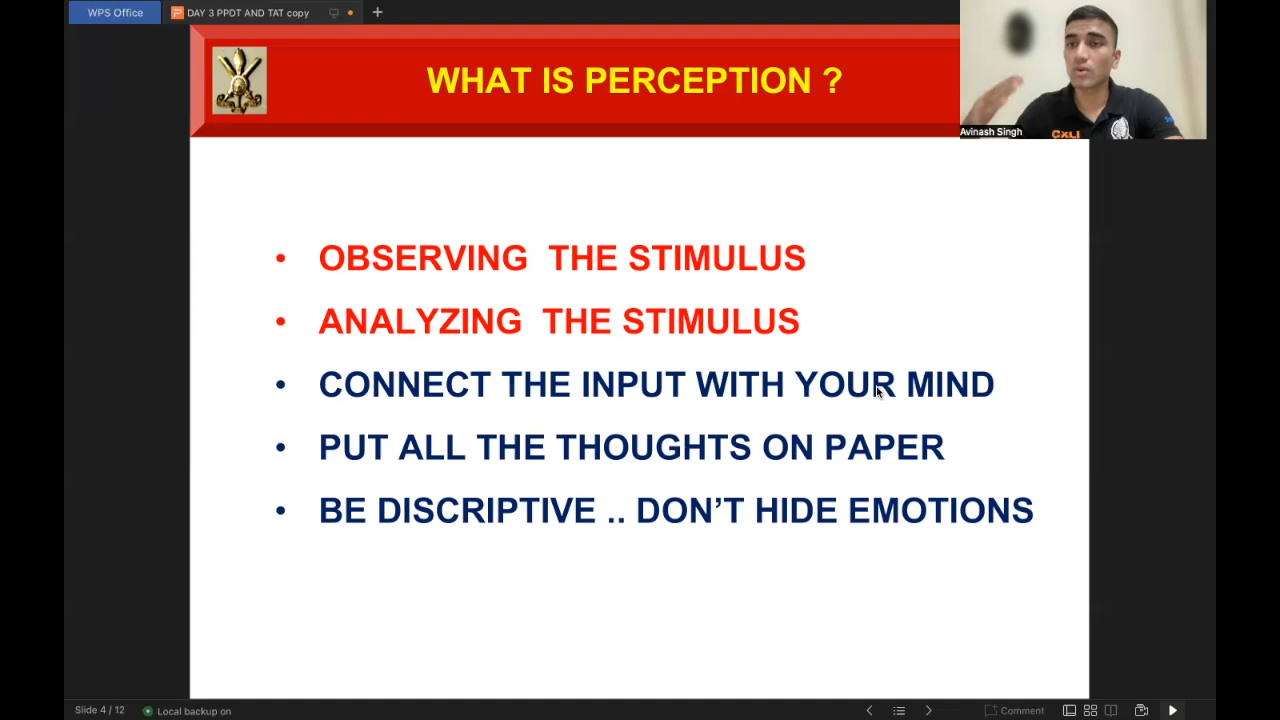 WPS Office
DAY 3 PPDT AND TAT copy
WHAT IS PERCEPTION ?
Avinash Singh
CXLI
• OBSERVING THE STIMULUS
• ANALYZING THE STIMULUS
• CONNECT THE INPUT WITH YOUR MIND
• PUT ALL THE THOUGHTS ON PAPER
• BE DISCRIPTIVE .. DON’T HIDE EMOTIONS
Slide 4 / 12
Local backup on
Comment